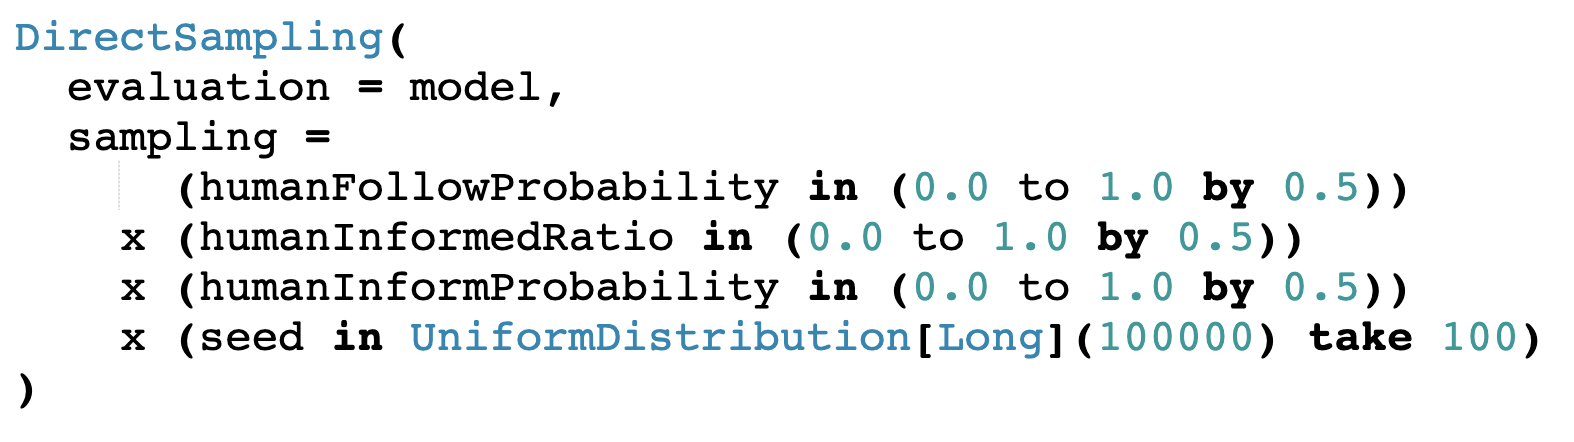 DirectSampling(
evaluation = model,
sampling =
(humanFollowProbability in (0.0 to 1.0 by 0.5))
x (humanInformedRatio in (0.0 to 1.0 by 0.5))
x (humanInformProbability in (0.0 to 1.0 by 0.5))
x (seed in UniformDistribution[Long](100000) take 100)
)